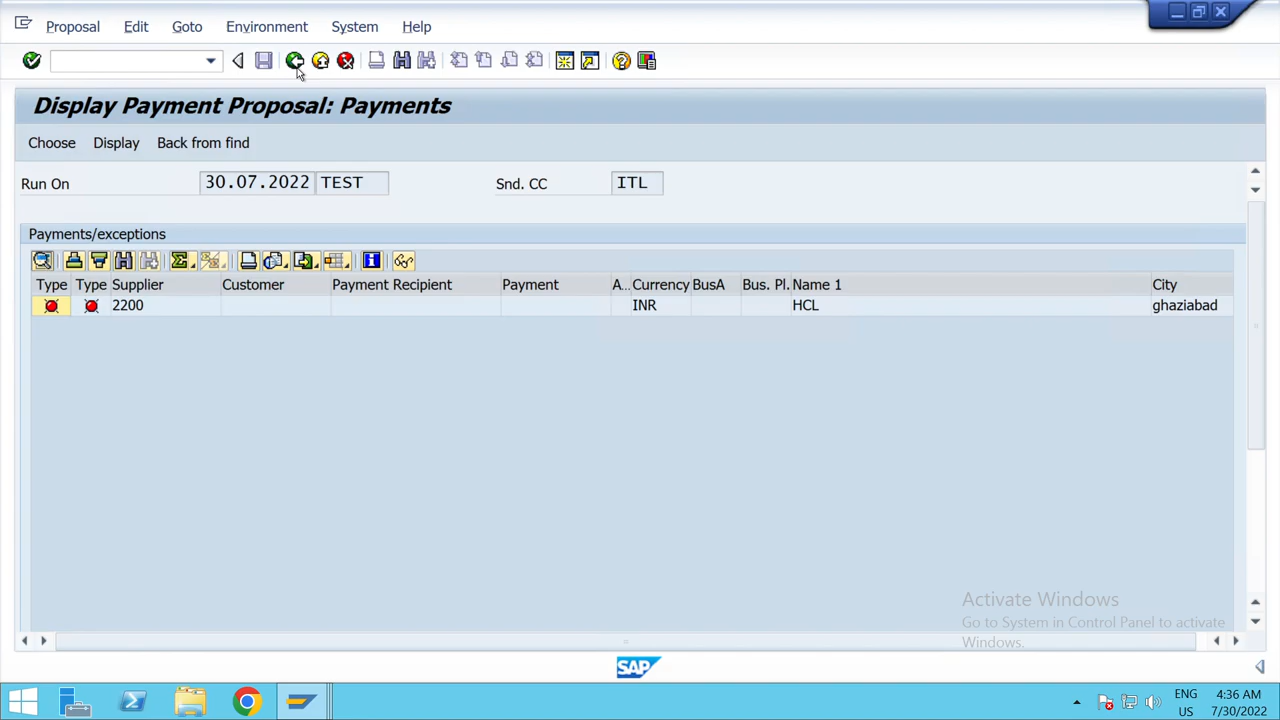 Proposal Edit Goto Environment System Help
Display Payment Proposal: Payments
Choose Display Back from find
Run On 30.07.2022 TEST Snd. CC ITL
Payments/exceptions
Type Type Supplier Customer Payment Recipient Payment A... Currency BusA Bus. Pl. Name 1 City
2200 INR HCL ghaziabad
Activate Windows
Go to System in Control Panel to activate
Windows.
SAP
ENG 4:36 AM
US 7/30/2022